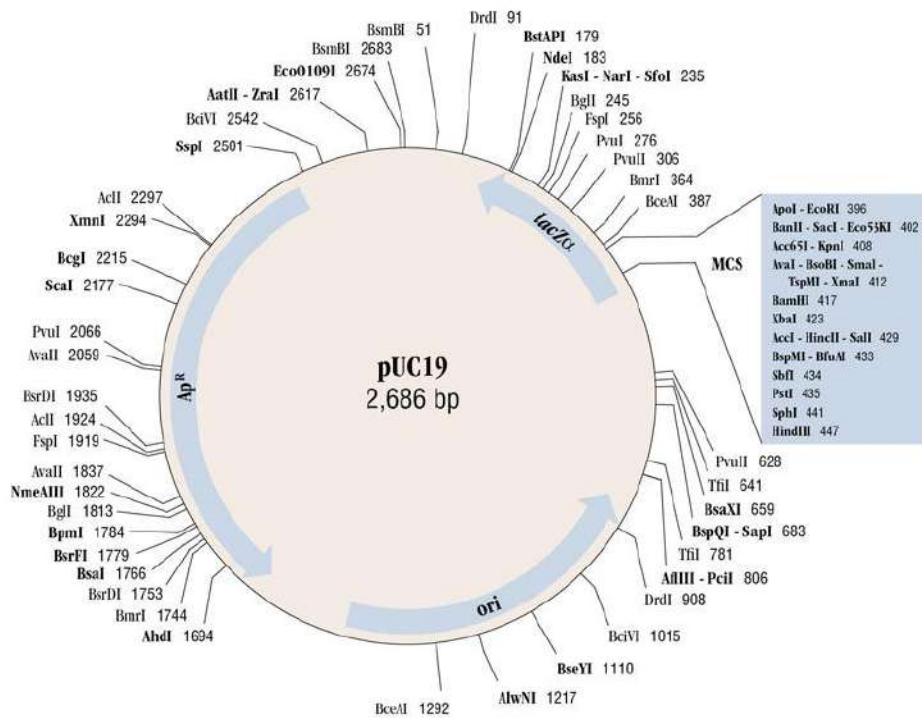 BsmBI 51
DrdI 91
BstAPI 179
NdeI 183
KasI - NarI - SfoI 235
BglI 245
FspI 256
PvuI 276
PvuII 306
BmrI 364
BceAI 387
MCS
ApoI - EcoRI 396
BanII - SacI - Eco53KI 402
Acc65I - KpnI 408
AvaI - BsoBI - SmaI -
TspMI - XmaI 412
BamHI 417
XbaI 423
AccI - HincII - SalI 429
BspMI - BfuAI 433
SbfI 434
PstI 435
SphI 441
HindIII 447
PvuII 628
TfiI 641
BsaXI 659
BspQI - SapI 683
TfiI 781
AflIII - PciI 806
DrdI 908
BciVI 1015
BseYI 1110
AlwNI 1217
BceAI 1292
AhdI 1694
BmrI 1744
BsrDI 1753
BsaI 1766
BsrFI 1779
BpmI 1784
BglI 1813
NmeAIII 1822
AvaII 1837
FspI 1919
AclI 1924
BsrDI 1935
AvaII 2059
PvuI 2066
ScaI 2177
BcgI 2215
XmnI 2294
AclI 2297
SspI 2501
BciVI 2542
AatII - ZraI 2617
Eco0109I 2674
BsmBI 2683
lacZα
ApR
ori
pUC19
2,686 bp